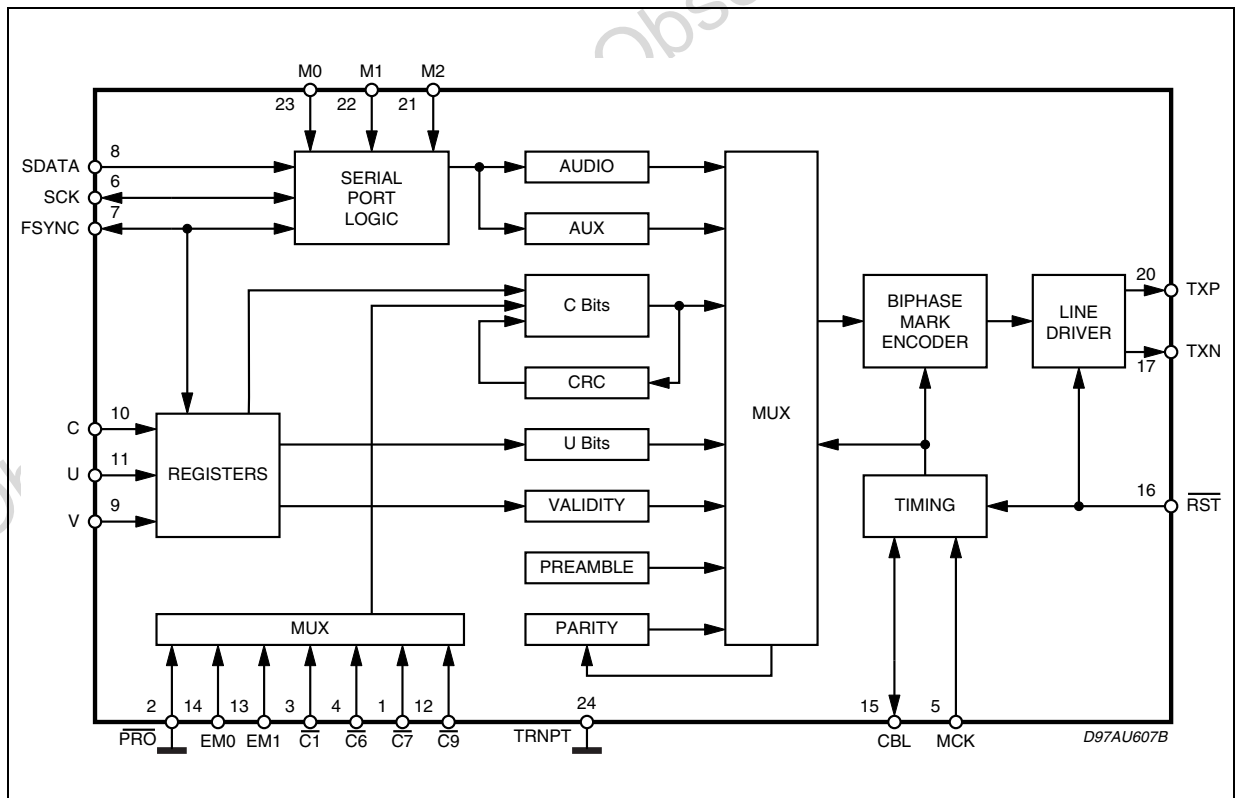 Obso
M0 M1 M2
23 22 21
SDATA 8
SCK 6
FSYNC 7
SERIAL
PORT
LOGIC
AUDIO
AUX
C Bits
CRC
U Bits
VALIDITY
PREAMBLE
PARITY
MUX
BIPHASE
MARK
ENCODER
LINE
DRIVER
20 TXP
TXN
17
C 10
U 11
V 9
REGISTERS
TIMING
16 RST
MUX
2 14 13 3 4 1 12
PRO EM0 EM1 C1 C6 C7 C9
24
TRNPT
15 5
CBL MCK
D97AU607B